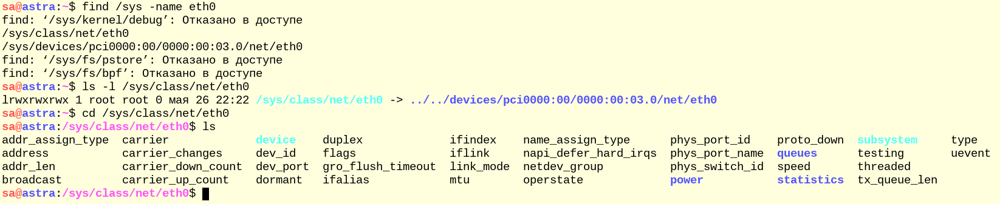 sa@astra:~$ find /sys -name eth0
find: ‘/sys/kernel/debug’: Отказано в доступе
/sys/class/net/eth0
/sys/devices/pci0000:00/0000:00:03.0/net/eth0
find: ‘/sys/fs/pstore’: Отказано в доступе
find: ‘/sys/fs/bpf’: Отказано в доступе
sa@astra:~$ ls -l /sys/class/net/eth0
lrwxrwxrwx 1 root root 0 мая 26 22:22 /sys/class/net/eth0 -> ../../devices/pci0000:00/0000:00:03.0/net/eth0
sa@astra:~$ cd /sys/class/net/eth0
sa@astra:/sys/class/net/eth0$ ls
addr_assign_type  carrier             device    duplex             ifindex    name_assign_type      phys_port_id    proto_down  subsystem     type
address           carrier_changes     dev_id    flags              iflink     napi_defer_hard_irqs  phys_port_name  queues      testing       uevent
addr_len          carrier_down_count  dev_port  gro_flush_timeout  link_mode  netdev_group          phys_switch_id  speed       threaded
broadcast         carrier_up_count    dormant   ifalias            mtu        operstate             power           statistics  tx_queue_len
sa@astra:/sys/class/net/eth0$